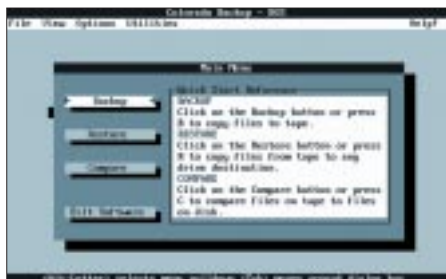 Colorado Backup - DOS
File View Options Utilities Help!
Main Menu
Quick Start Reference
Backup
BACKUP
Click on the Backup button or press
B to copy files to tape.
Restore
RESTORE
Click on the Restore button or press
R to copy files from tape to any
drive destination.
Compare
COMPARE
Click on the Compare button or press
C to compare files on tape to files
on disk.
Exit Software
selects menu